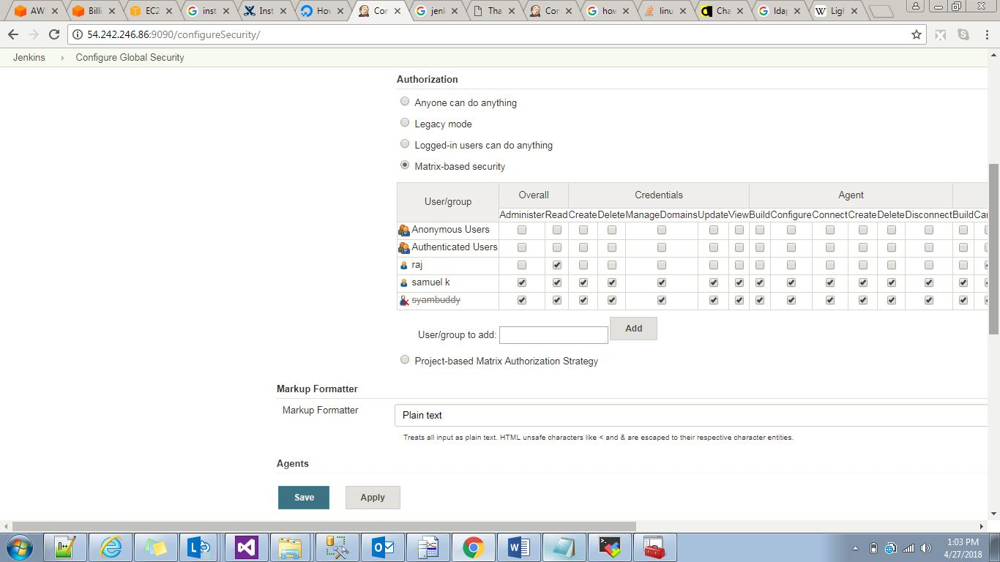 AW
Billi
EC2
inst
Inst
Hov
Cor
jenl
Tha
Cor
how
linu
Cha
ldap
Ligh
54.242.246.86:9090/configureSecurity/
Jenkins Configure Global Security
Authorization
Anyone can do anything
Legacy mode
Logged-in users can do anything
Matrix-based security
User/group Overall Credentials Agent
Administer Read Create Delete ManageDomains Update View Build Configure Connect Create Delete Disconnect Build Can
Anonymous Users
Authenticated Users
raj
samuel k
syambuddy
User/group to add: Add
Project-based Matrix Authorization Strategy
Markup Formatter
Markup Formatter Plain text
Treats all input as plain text. HTML unsafe characters like < and & are escaped to their respective character entities.
Agents
Save Apply
1:03 PM
4/27/2018